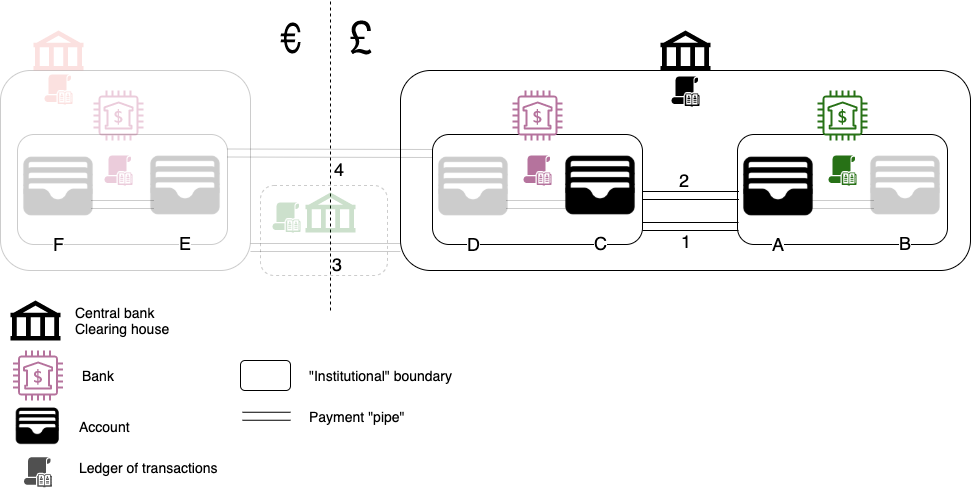 € £
$ $ $
4
2
F E D C A B
1
3
Central bank
Clearing house
$
Bank
"Institutional" boundary
Payment "pipe"
Account
Ledger of transactions